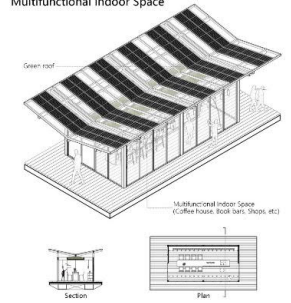 Multifunctional Indoor Space
Green roof
Multifunctional Indoor Space
(Coffee house, Book bars, Shops, etc)
Section
Plan